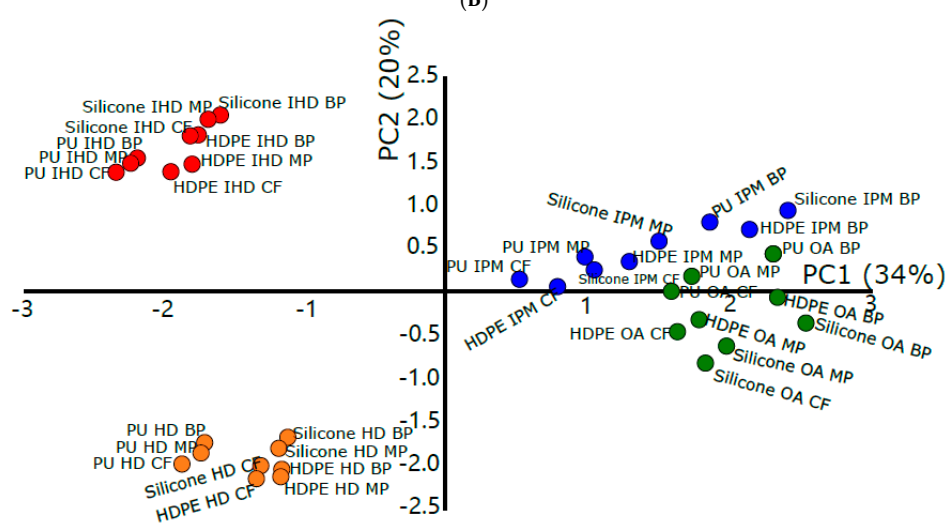 (B)
PC2 (20%)
2.5
2.0
1.5
1.0
0.5
-0.5
-1.0
-1.5
-2.0
-2.5
Silicone IHD MP
Silicone IHD BP
Silicone IHD CF
HDPE IHD BP
PU IHD BP
PU IHD MP
HDPE IHD MP
PU IHD CF
HDPE IHD CF
PU IPM BP
Silicone IPM BP
Silicone IPM MP
HDPE IPM BP
PU IPM MP
HDPE IPM MP
PU OA BP
PU IPM CF
Silicone IPM CF
PU OA MP
PC1 (34%)
HDPE IPM CF
PU OA CF
HDPE OA BP
-3
-2
-1
1
2
3
HDPE OA CF
HDPE OA MP
Silicone OA BP
Silicone OA MP
Silicone OA CF
PU HD BP
Silicone HD BP
PU HD MP
Silicone HD MP
PU HD CF
Silicone HD CF
HDPE HD BP
HDPE HD CF
HDPE HD MP